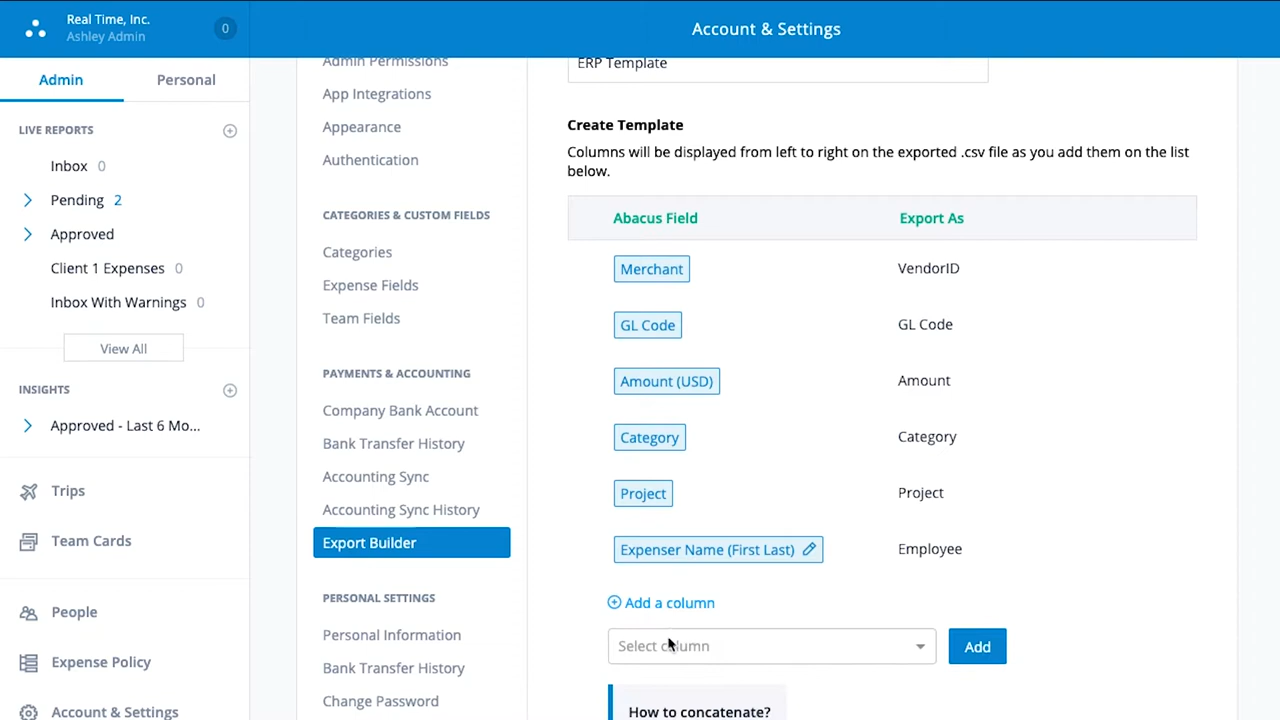 Real Time, Inc.
Ashley Admin
0
Account & Settings
Admin
Personal
LIVE REPORTS
Inbox 0
Pending 2
Approved
Client 1 Expenses 0
Inbox With Warnings 0
View All
INSIGHTS
Approved - Last 6 Mo...
Trips
Team Cards
People
Expense Policy
Account & Settings
Admin Permissions
App Integrations
Appearance
Authentication
CATEGORIES & CUSTOM FIELDS
Categories
Expense Fields
Team Fields
PAYMENTS & ACCOUNTING
Company Bank Account
Bank Transfer History
Accounting Sync
Accounting Sync History
Export Builder
PERSONAL SETTINGS
Personal Information
Bank Transfer History
Change Password
ERP Template
Create Template
Columns will be displayed from left to right on the exported .csv file as you add them on the list
below.
Abacus Field Export As
Merchant VendorID
GL Code GL Code
Amount (USD) Amount
Category Category
Project Project
Expenser Name (First Last) Employee
Add a column
Select column
Add
How to concatenate?